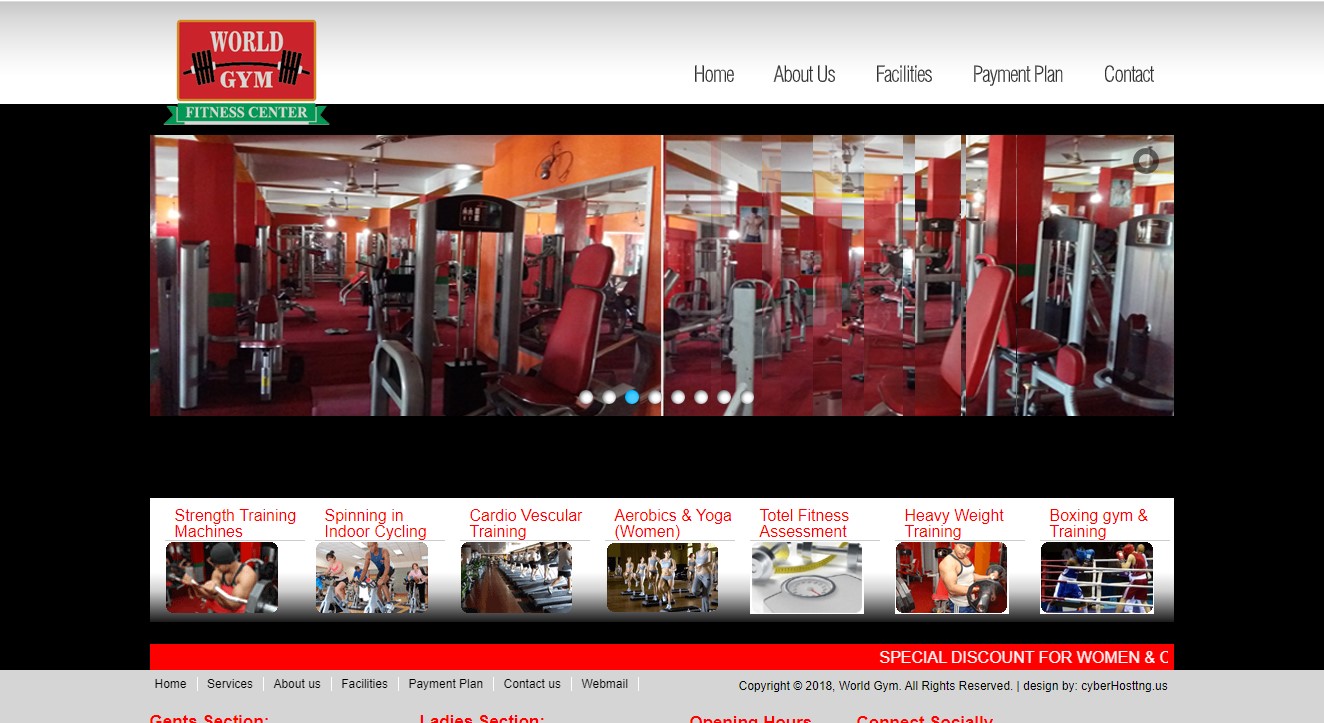 WORLD
GYM
FITNESS CENTER
Home About Us Facilities Payment Plan Contact
Strength Training
Machines
Spinning in
Indoor Cycling
Cardio Vescular
Training
Aerobics & Yoga
(Women)
Totel Fitness
Assessment
Heavy Weight
Training
Boxing gym &
Training
SPECIAL DISCOUNT FOR WOMEN &
Home Services About us Facilities Payment Plan Contact us Webmail
Copyright © 2018, World Gym. All Rights Reserved. | design by: cyberHosttng.us
Gents Section: Ladies Section: Opening Hours Connect Socially